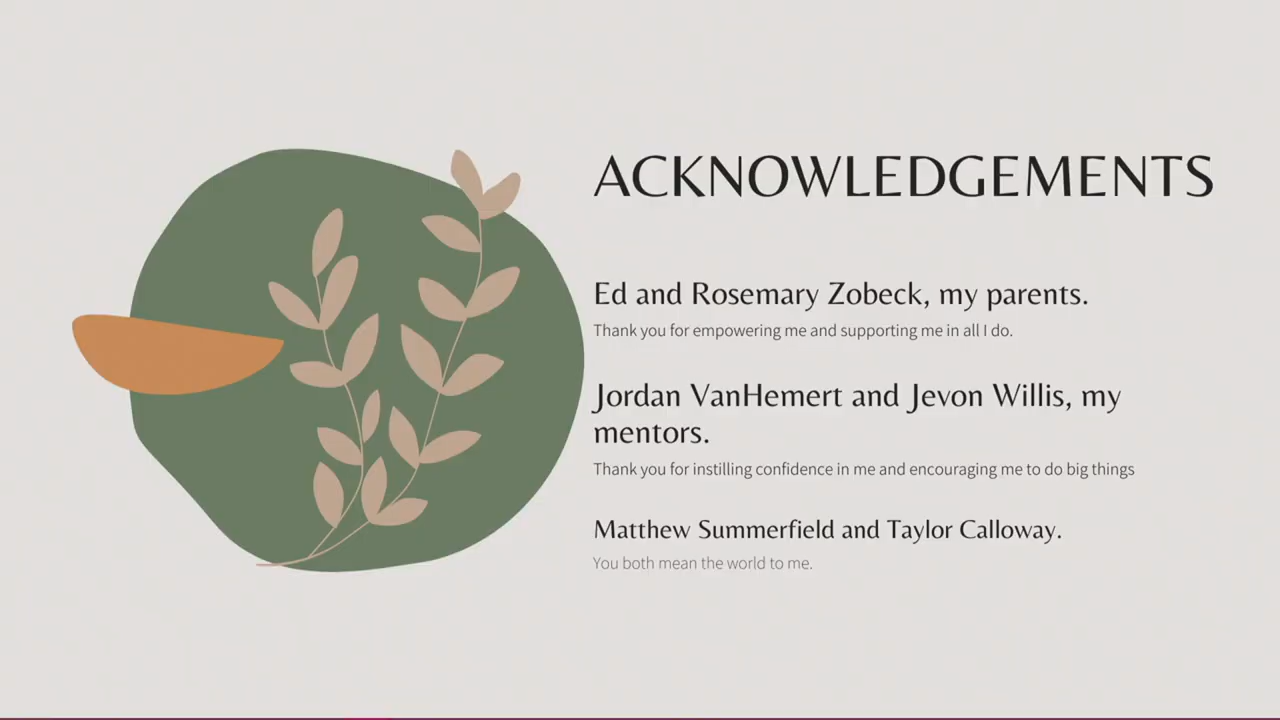 ACKNOWLEDGEMENTS
Ed and Rosemary Zobeck, my parents.
Thank you for empowering me and supporting me in all I do.
Jordan VanHemert and Jevon Willis, my
mentors.
Thank you for instilling confidence in me and encouraging me to do big things
Matthew Summerfield and Taylor Calloway.
You both mean the world to me.